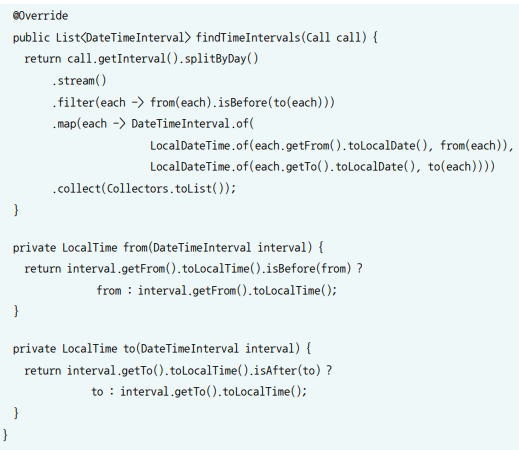 @Override
public List<DateTimeInterval> findTimeIntervals(Call call) {
return call.getInterval().splitByDay()
.stream()
.filter(each -> from(each).isBefore(to(each)))
.map(each -> DateTimeInterval.of(
LocalDateTime.of(each.getFrom().toLocalDate(), from(each)),
LocalDateTime.of(each.getTo().toLocalDate(), to(each))))
.collect(Collectors.toList());
}
private LocalTime from(DateTimeInterval interval) {
return interval.getFrom().toLocalTime().isBefore(from) ?
from : interval.getFrom().toLocalTime();
}
private LocalTime to(DateTimeInterval interval) {
return interval.getTo().toLocalTime().isAfter(to) ?
to : interval.getTo().toLocalTime();
}
}